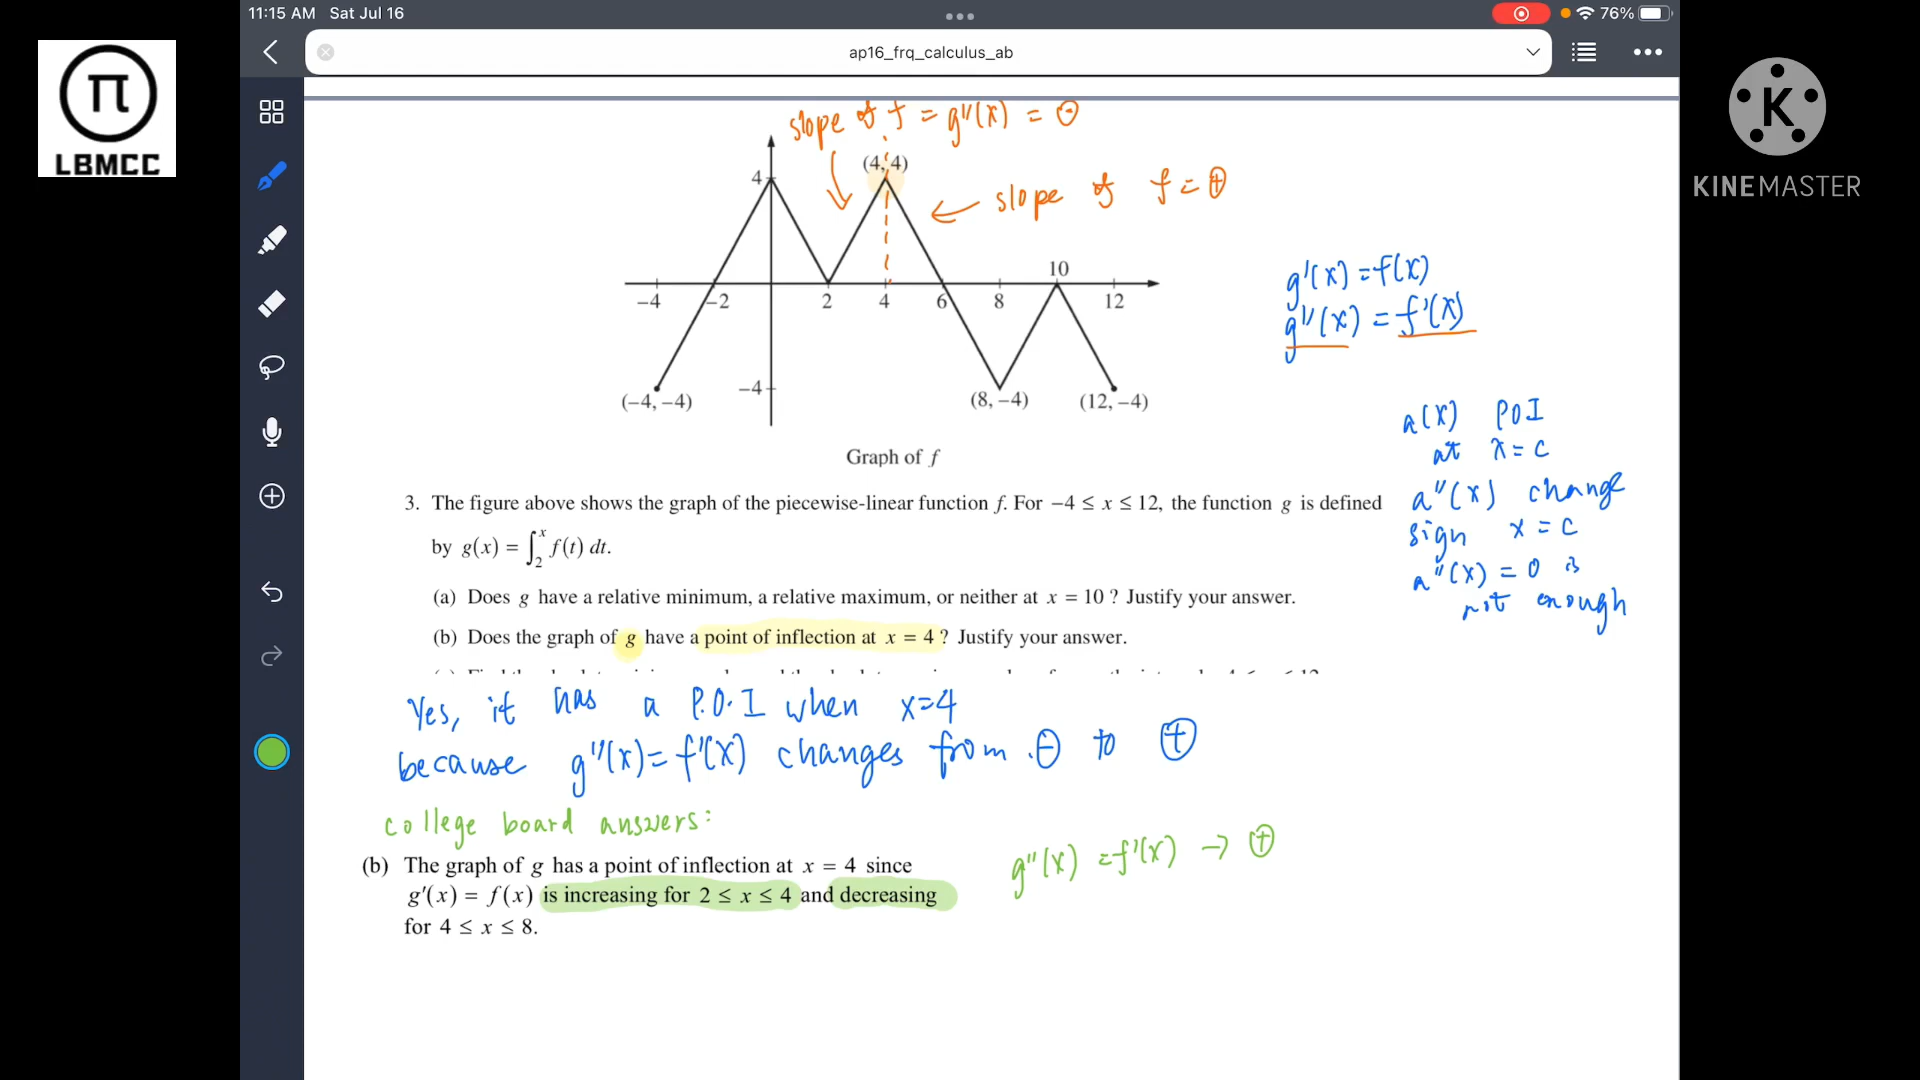 11:15 AM Sat Jul 16
76%
ap16_frq_calculus_ab
π
LBMCC
K
KINEMASTER
slope of f = g''(x) = ⊖
(4, 4)
4
slope of f = ⊕
g'(x) = f(x)
g''(x) = f'(x)
10
−4 −2 2 4 6 8 12
−4
(−4, −4) (8, −4) (12, −4)
Graph of f
a(x) POI
at x = c
a''(x) change
sign x = c
a''(x) = 0 is
not enough
3. The figure above shows the graph of the piecewise-linear function f. For −4 ≤ x ≤ 12, the function g is defined
by g(x) = ∫₂ˣ f(t) dt.
(a) Does g have a relative minimum, a relative maximum, or neither at x = 10 ? Justify your answer.
(b) Does the graph of g have a point of inflection at x = 4 ? Justify your answer.
Yes, it has a P.O.I when x=4
because g''(x) = f'(x) changes from ⊖ to ⊕
college board answers:
(b) The graph of g has a point of inflection at x = 4 since
g'(x) = f(x) is increasing for 2 ≤ x ≤ 4 and decreasing
for 4 ≤ x ≤ 8.
g''(x) = f'(x) → ⊕